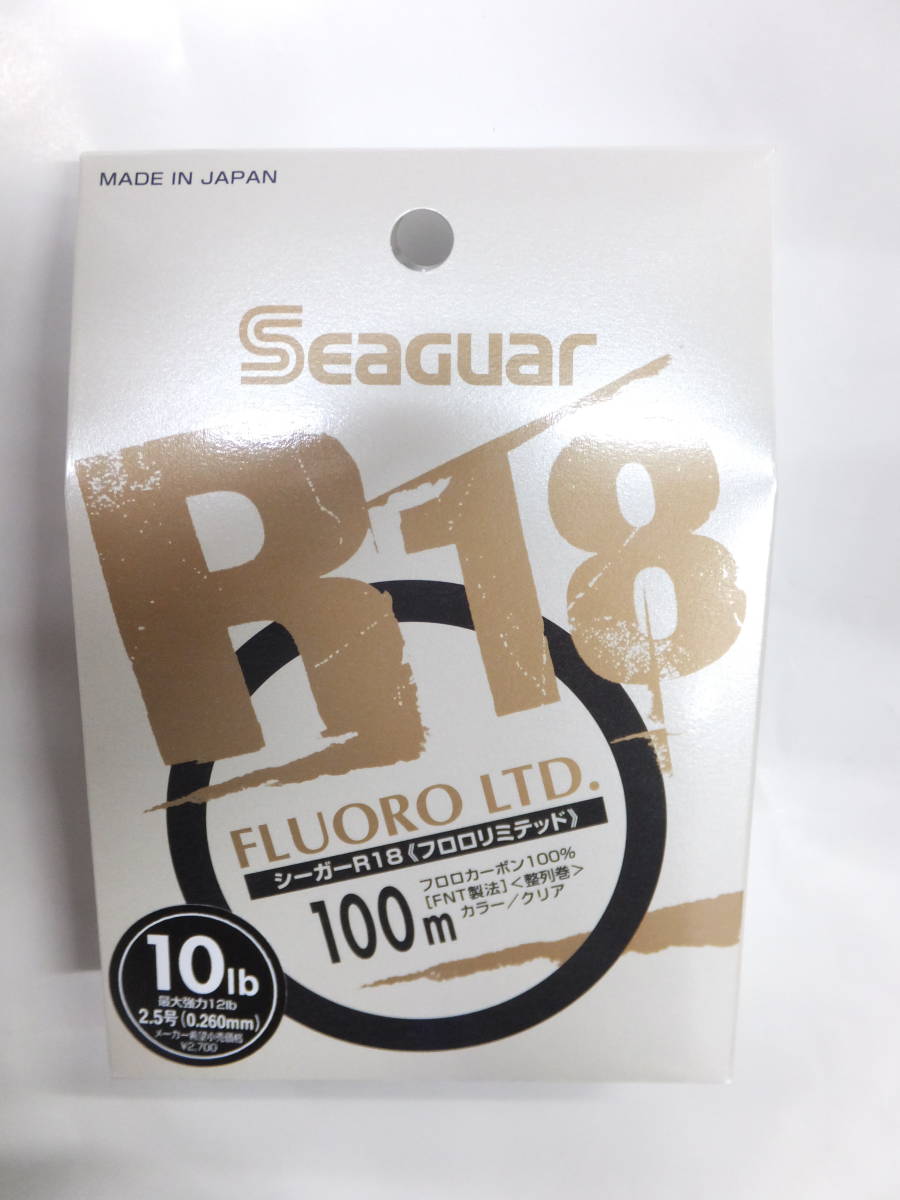 MADE IN JAPAN
SEAGUAR
R18
FLUORO LTD.
シーガーR18《フロロリミテッド》
100m
フロロカーボン100%
[FNT製法]<整列巻>
カラー/クリア
10lb
最大強力12lb
2.5号(0.260mm)
メーカー希望小売価格
¥2,700